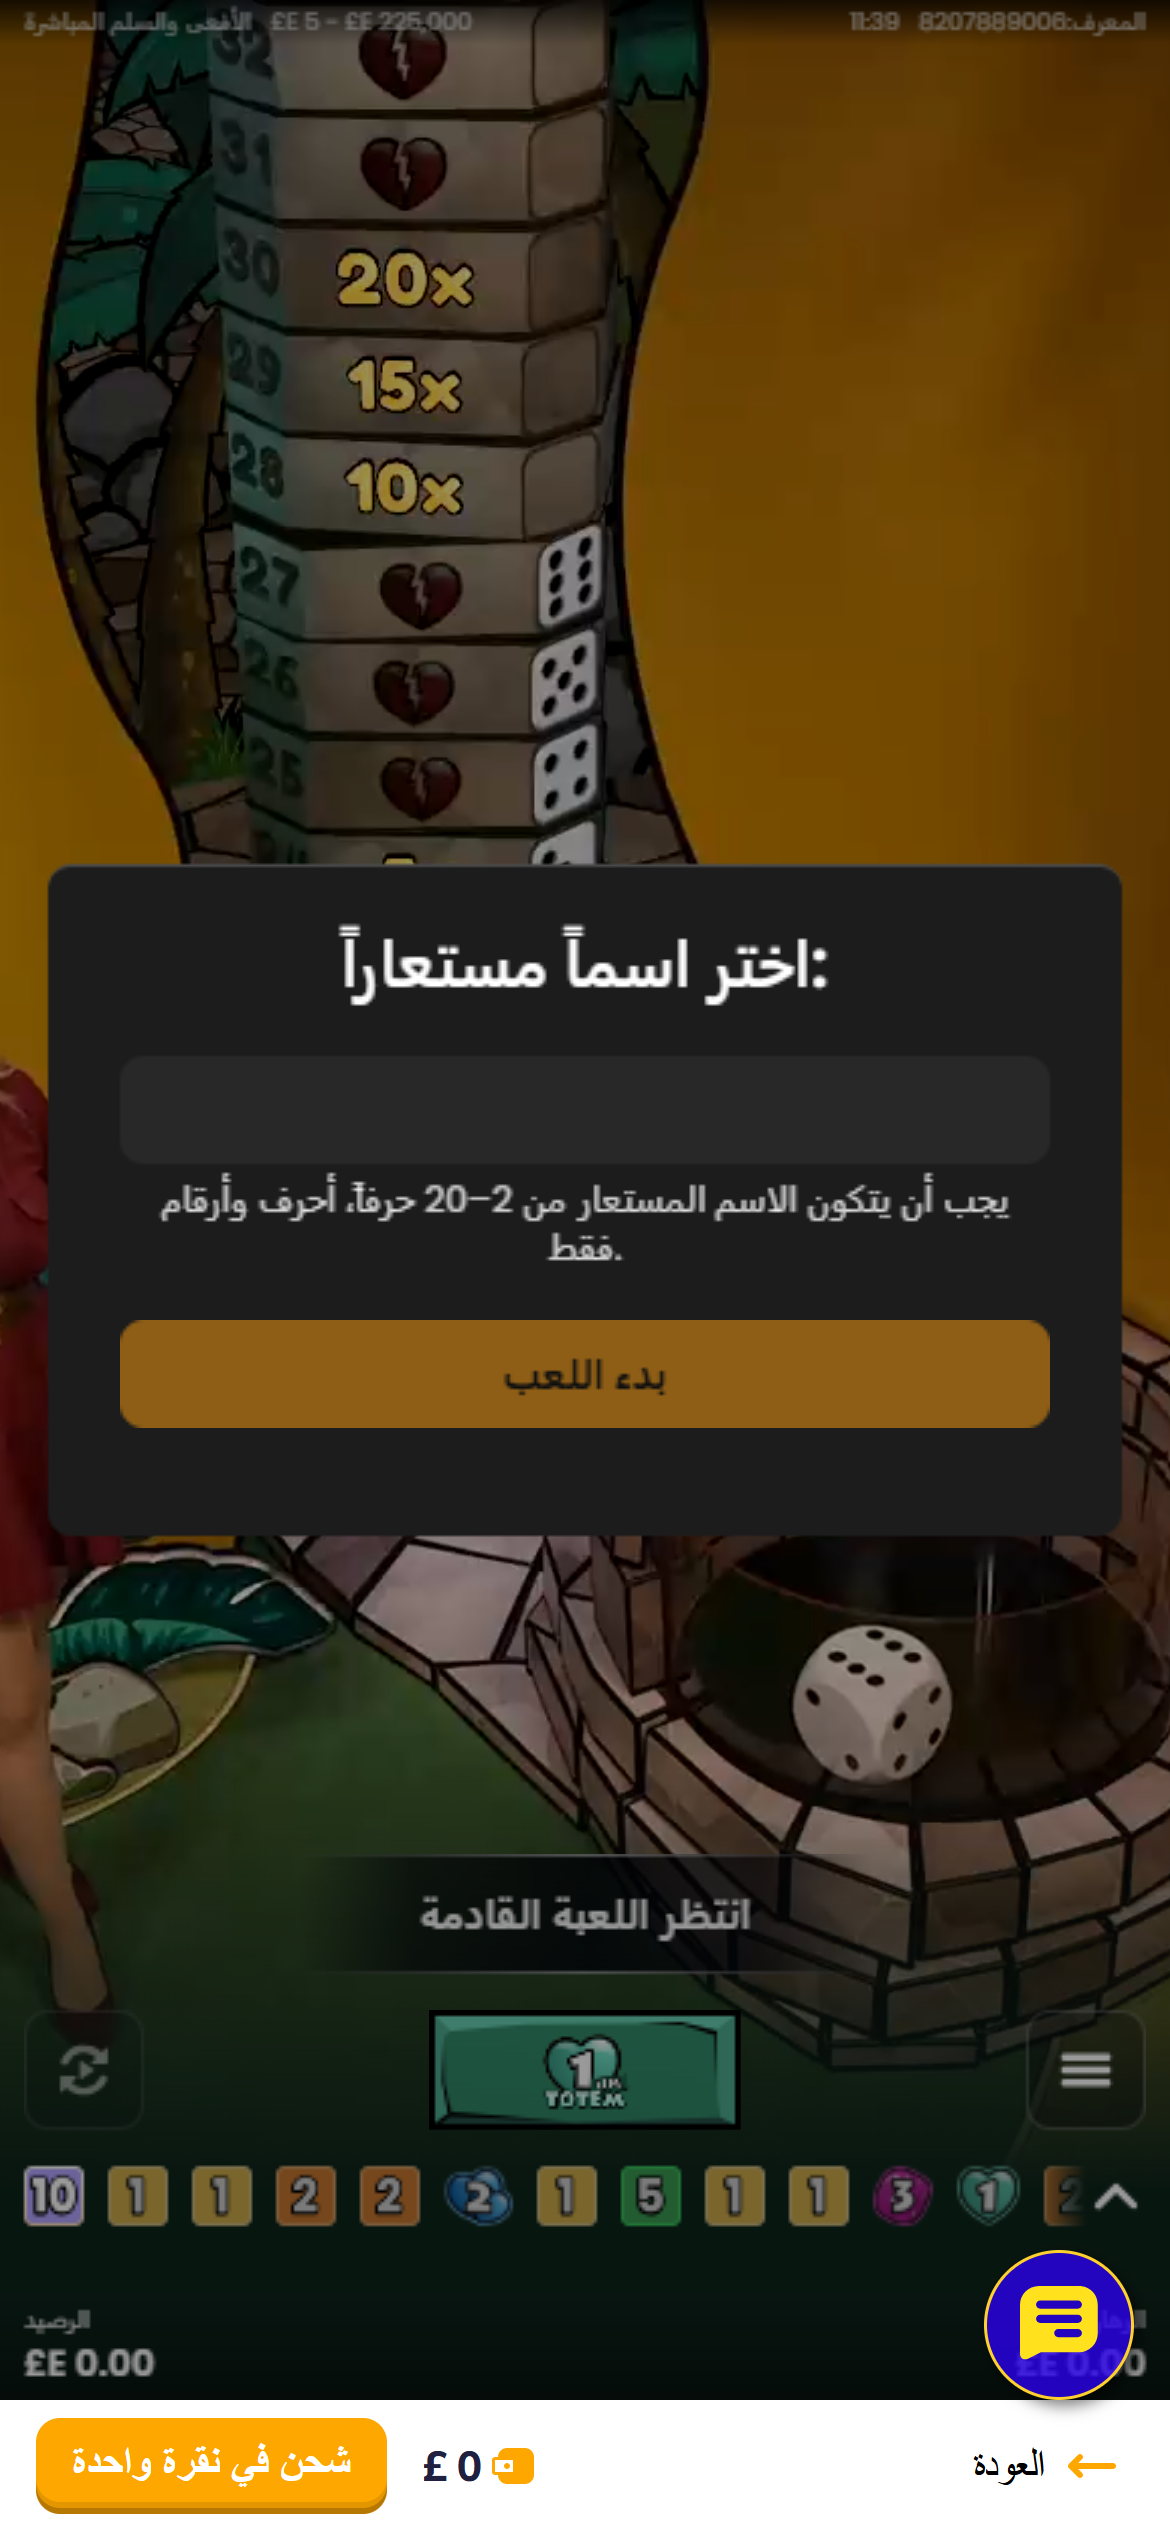 المعرف:8207889006 11:39 £E 5 - £E 225,000 الأفعى والسلم المباشرة
32
31
30 20x
29 15x
28 10x
27
26
25
اختر اسماً مستعاراً:
يجب أن يتكون الاسم المستعار من 2–20 حرفاً، أحرف وأرقام
فقط.
بدء اللعب
انتظر اللعبة القادمة
1
TOTEM
10 1 1 2 2 2 1 5 1 1 3 1 2
الرصيد
£E 0.00 £E 0.00
العودة £ 0 شحن في نقرة واحدة